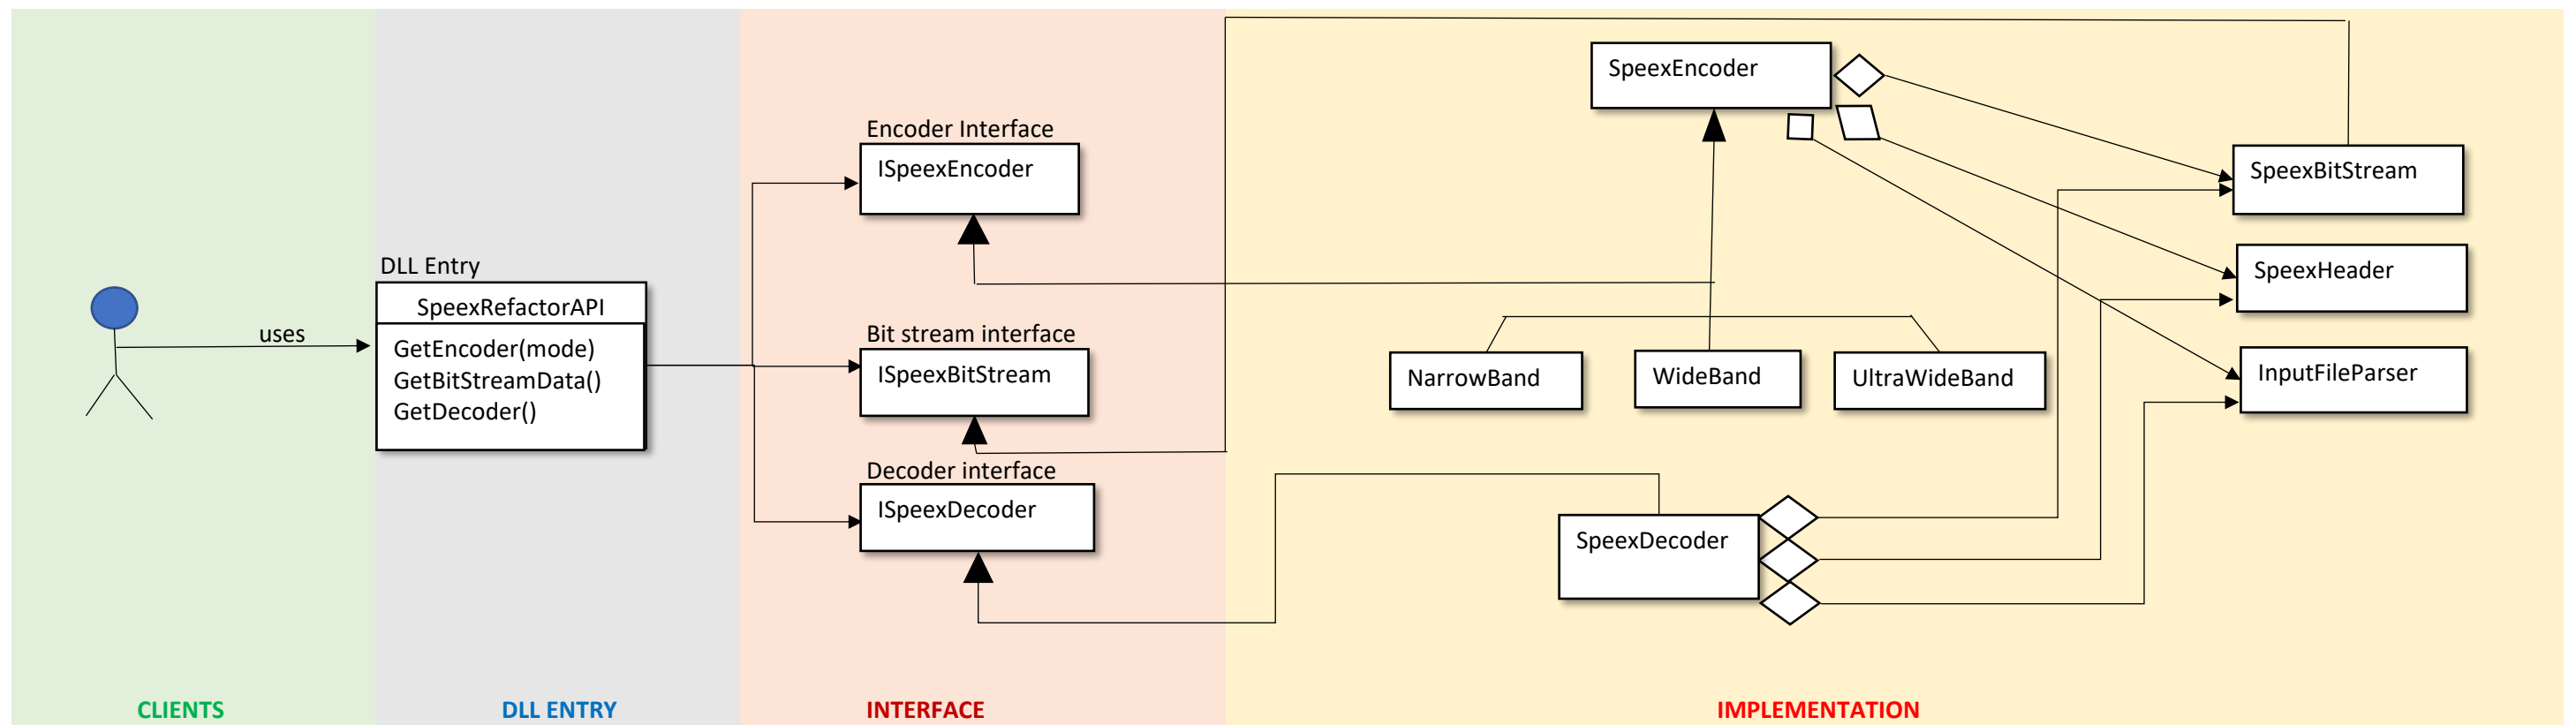 uses
DLL Entry
SpeexRefactorAPI
GetEncoder(mode)
GetBitStreamData()
GetDecoder()
Encoder Interface
ISpeexEncoder
Bit stream interface
ISpeexBitStream
Decoder interface
ISpeexDecoder
SpeexEncoder
NarrowBand
WideBand
UltraWideBand
SpeexDecoder
SpeexBitStream
SpeexHeader
InputFileParser
CLIENTS
DLL ENTRY
INTERFACE
IMPLEMENTATION